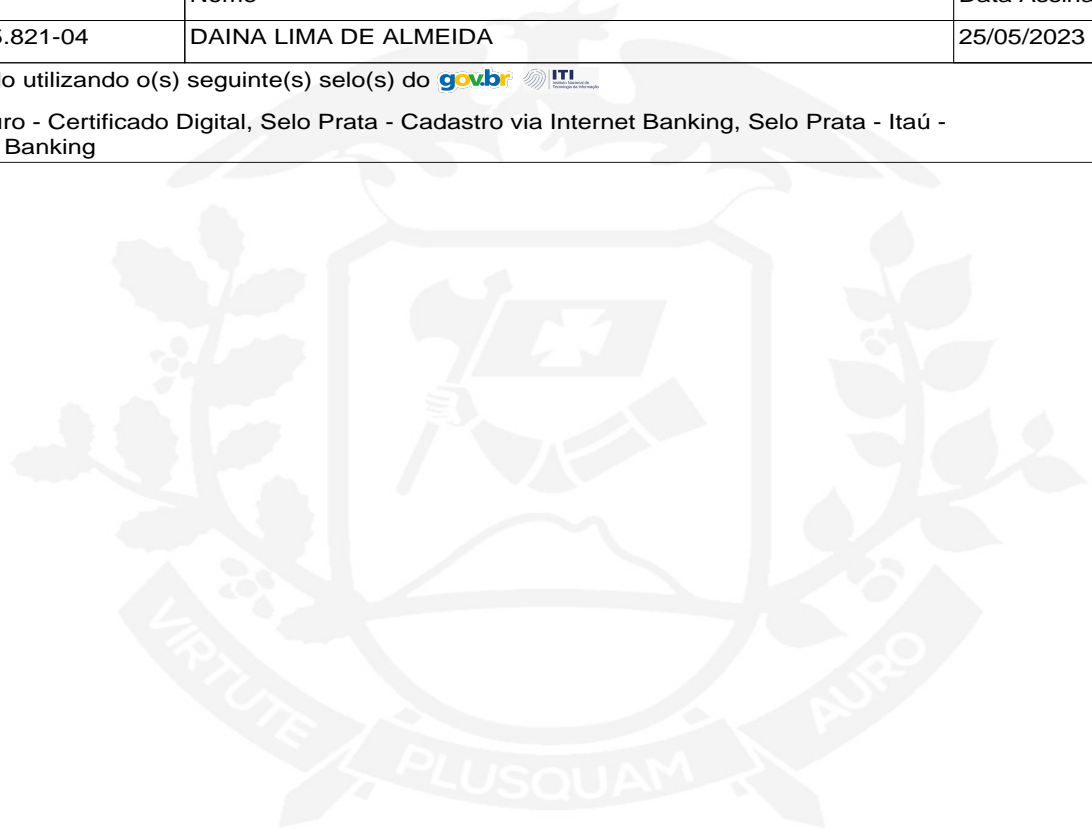 Nome Data Assina
5.821-04 DAINA LIMA DE ALMEIDA 25/05/2023
o utilizando o(s) seguinte(s) selo(s) do gov.br ITI
uro - Certificado Digital, Selo Prata - Cadastro via Internet Banking, Selo Prata - Itaú -
Banking
VIRTUTE PLUSQUAM AURO